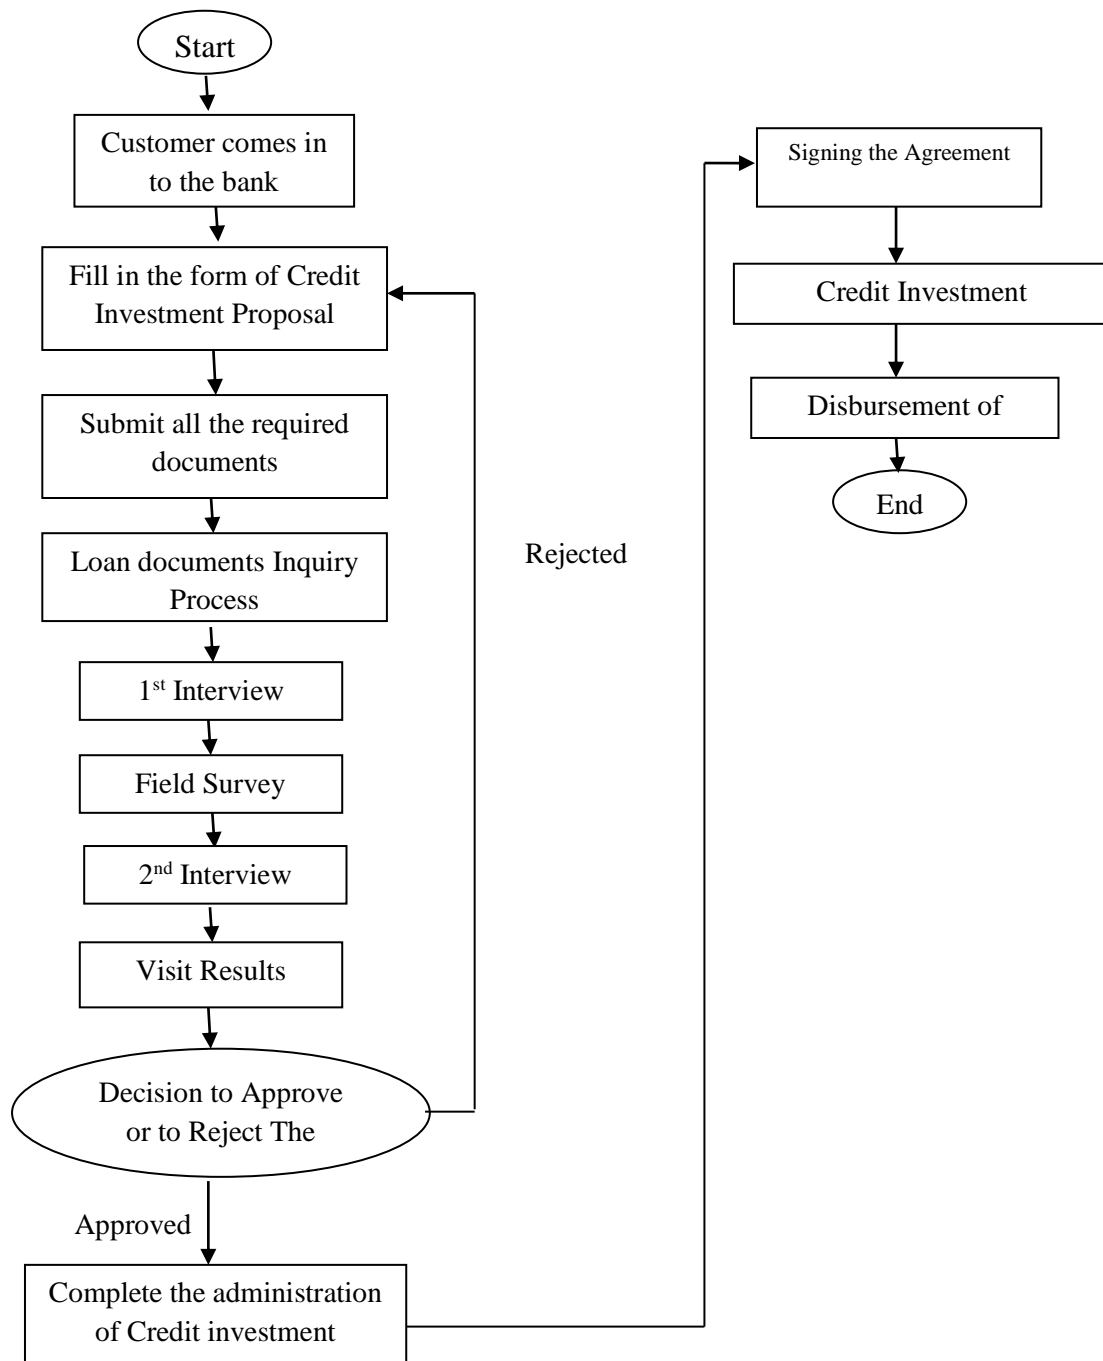 Start
Customer comes in
to the bank
Fill in the form of Credit
Investment Proposal
Submit all the required
documents
Loan documents Inquiry
Process
1st Interview
Field Survey
2nd Interview
Visit Results
Decision to Approve
or to Reject The
Rejected
Approved
Complete the administration
of Credit investment
Signing the Agreement
Credit Investment
Disbursement of
End